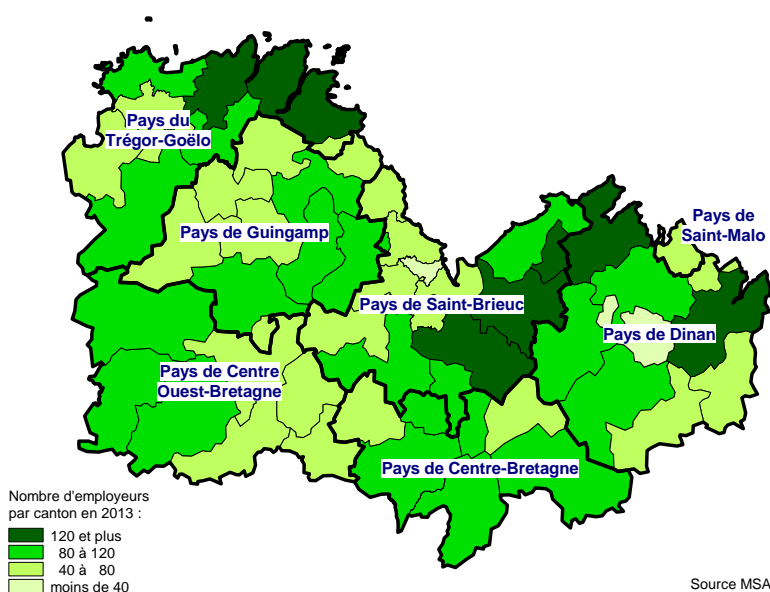 Pays du
Trégor-Goëlo
Pays de
Saint-Malo
Pays de Guingamp
Pays de Saint-Brieuc
Pays de Dinan
Pays de Centre
Ouest-Bretagne
Pays de Centre-Bretagne
Nombre d'employeurs
par canton en 2013 :
120 et plus
80 à 120
40 à 80
moins de 40
Source MSA